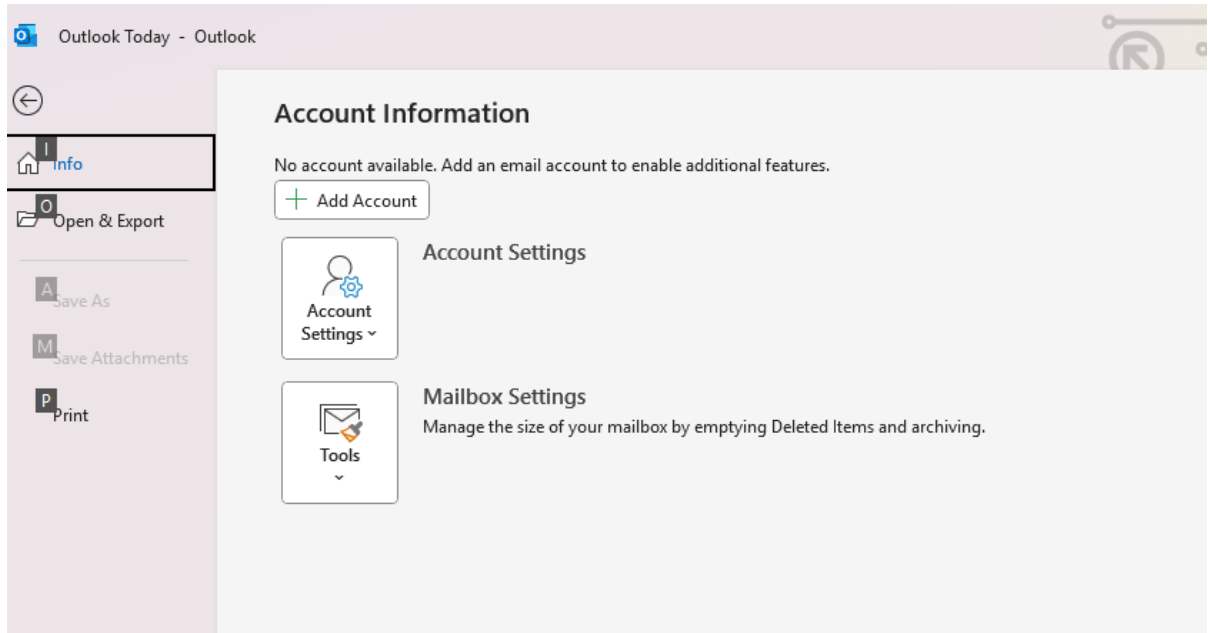 Outlook Today - Outlook
Account Information
I
Info
No account available. Add an email account to enable additional features.
Add Account
O
Open & Export
Account Settings
Account
Settings
A
Save As
M
Save Attachments
Mailbox Settings
Manage the size of your mailbox by emptying Deleted Items and archiving.
P
Print
Tools